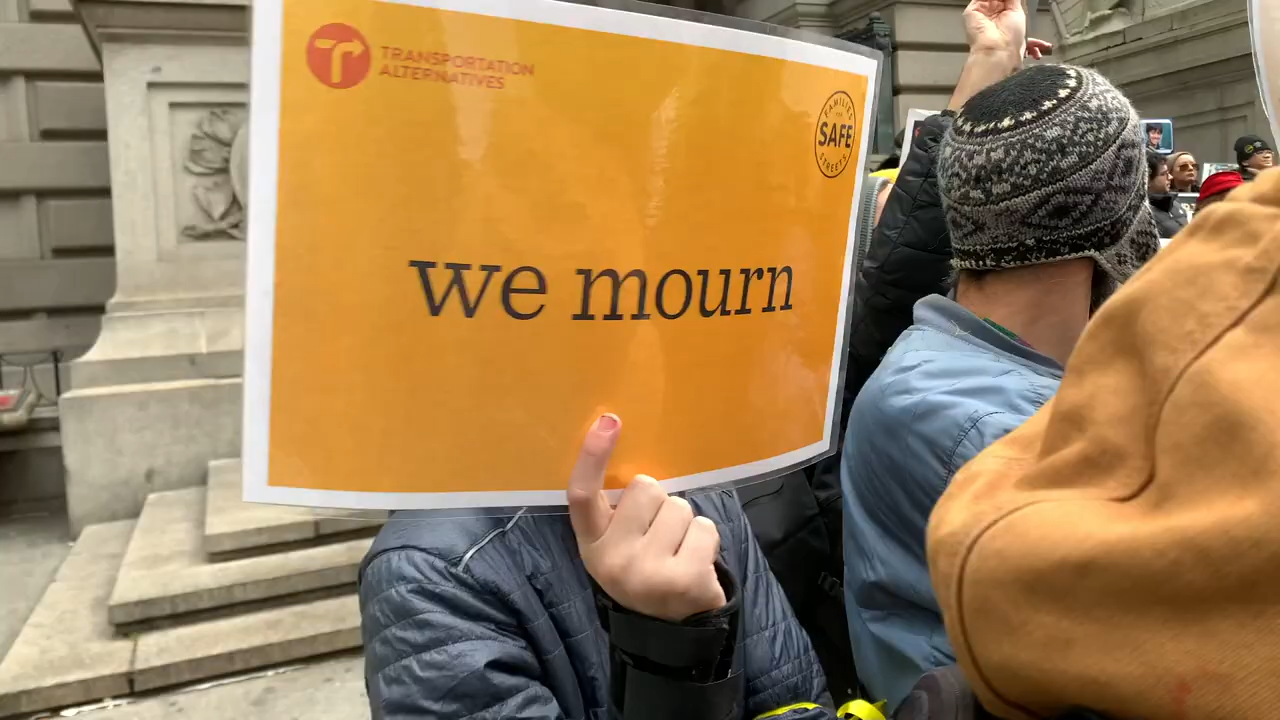 TRANSPORTATION
ALTERNATIVES
FAMILIES
FOR
SAFE
STREETS
we mourn